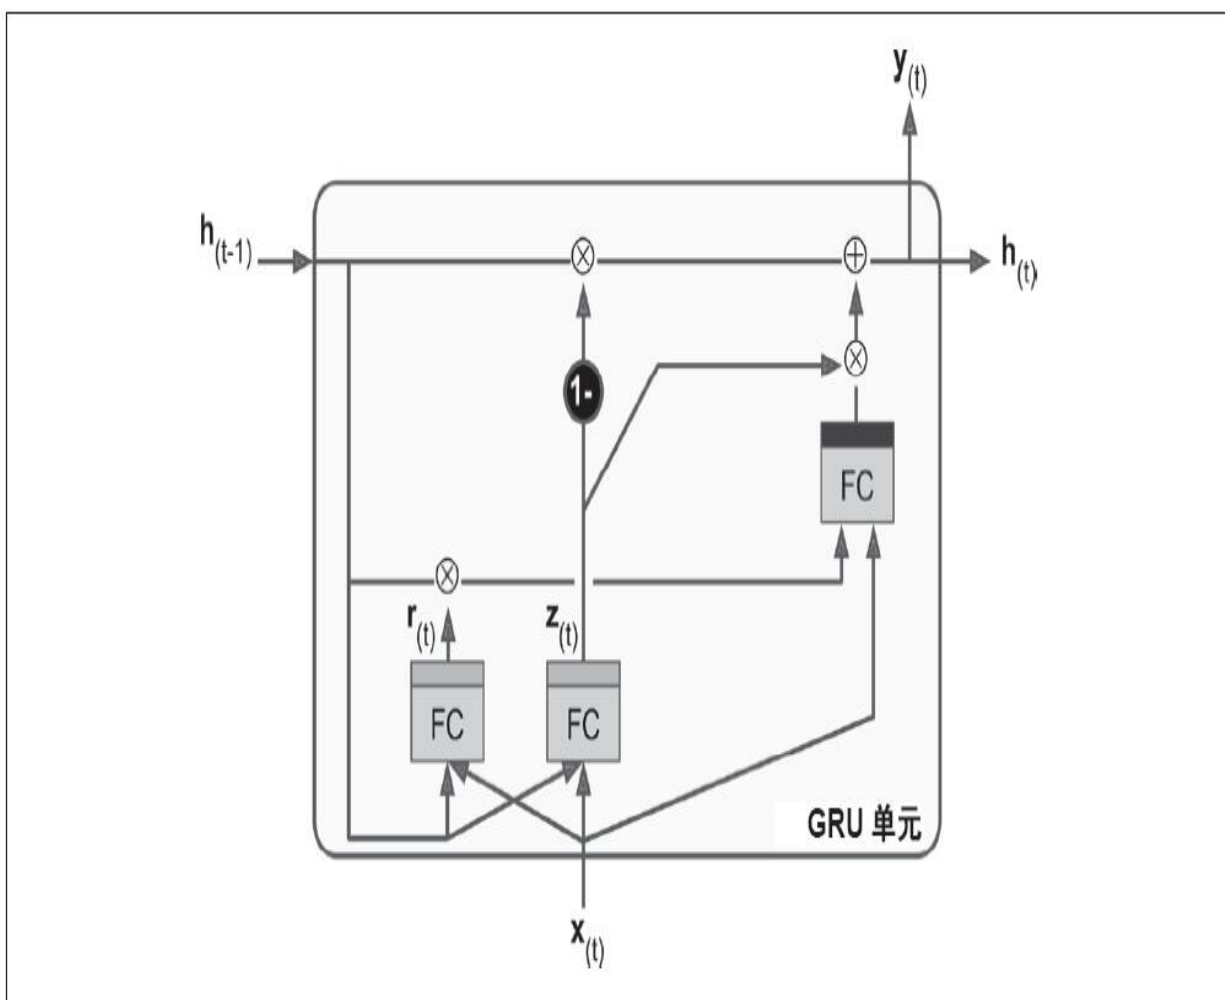 y(t)
h(t-1)
h(t)
1-
FC
r(t)
z(t)
FC
FC
GRU 单元
x(t)